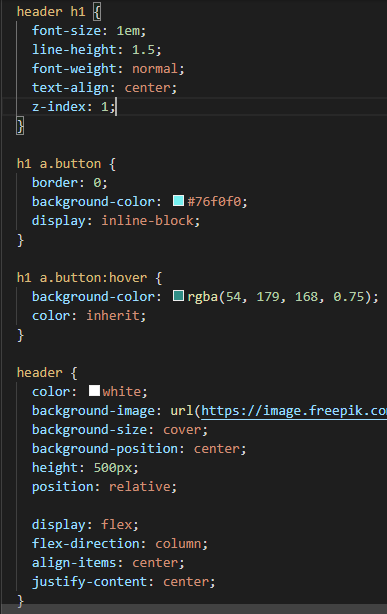 header h1 {
font-size: 1em;
line-height: 1.5;
font-weight: normal;
text-align: center;
z-index: 1;
}
h1 a.button {
border: 0;
background-color: #76f0f0;
display: inline-block;
}
h1 a.button:hover {
background-color: rgba(54, 179, 168, 0.75);
color: inherit;
}
header {
color: white;
background-image: url(https://image.freepik.co
background-size: cover;
background-position: center;
height: 500px;
position: relative;
display: flex;
flex-direction: column;
align-items: center;
justify-content: center;
}